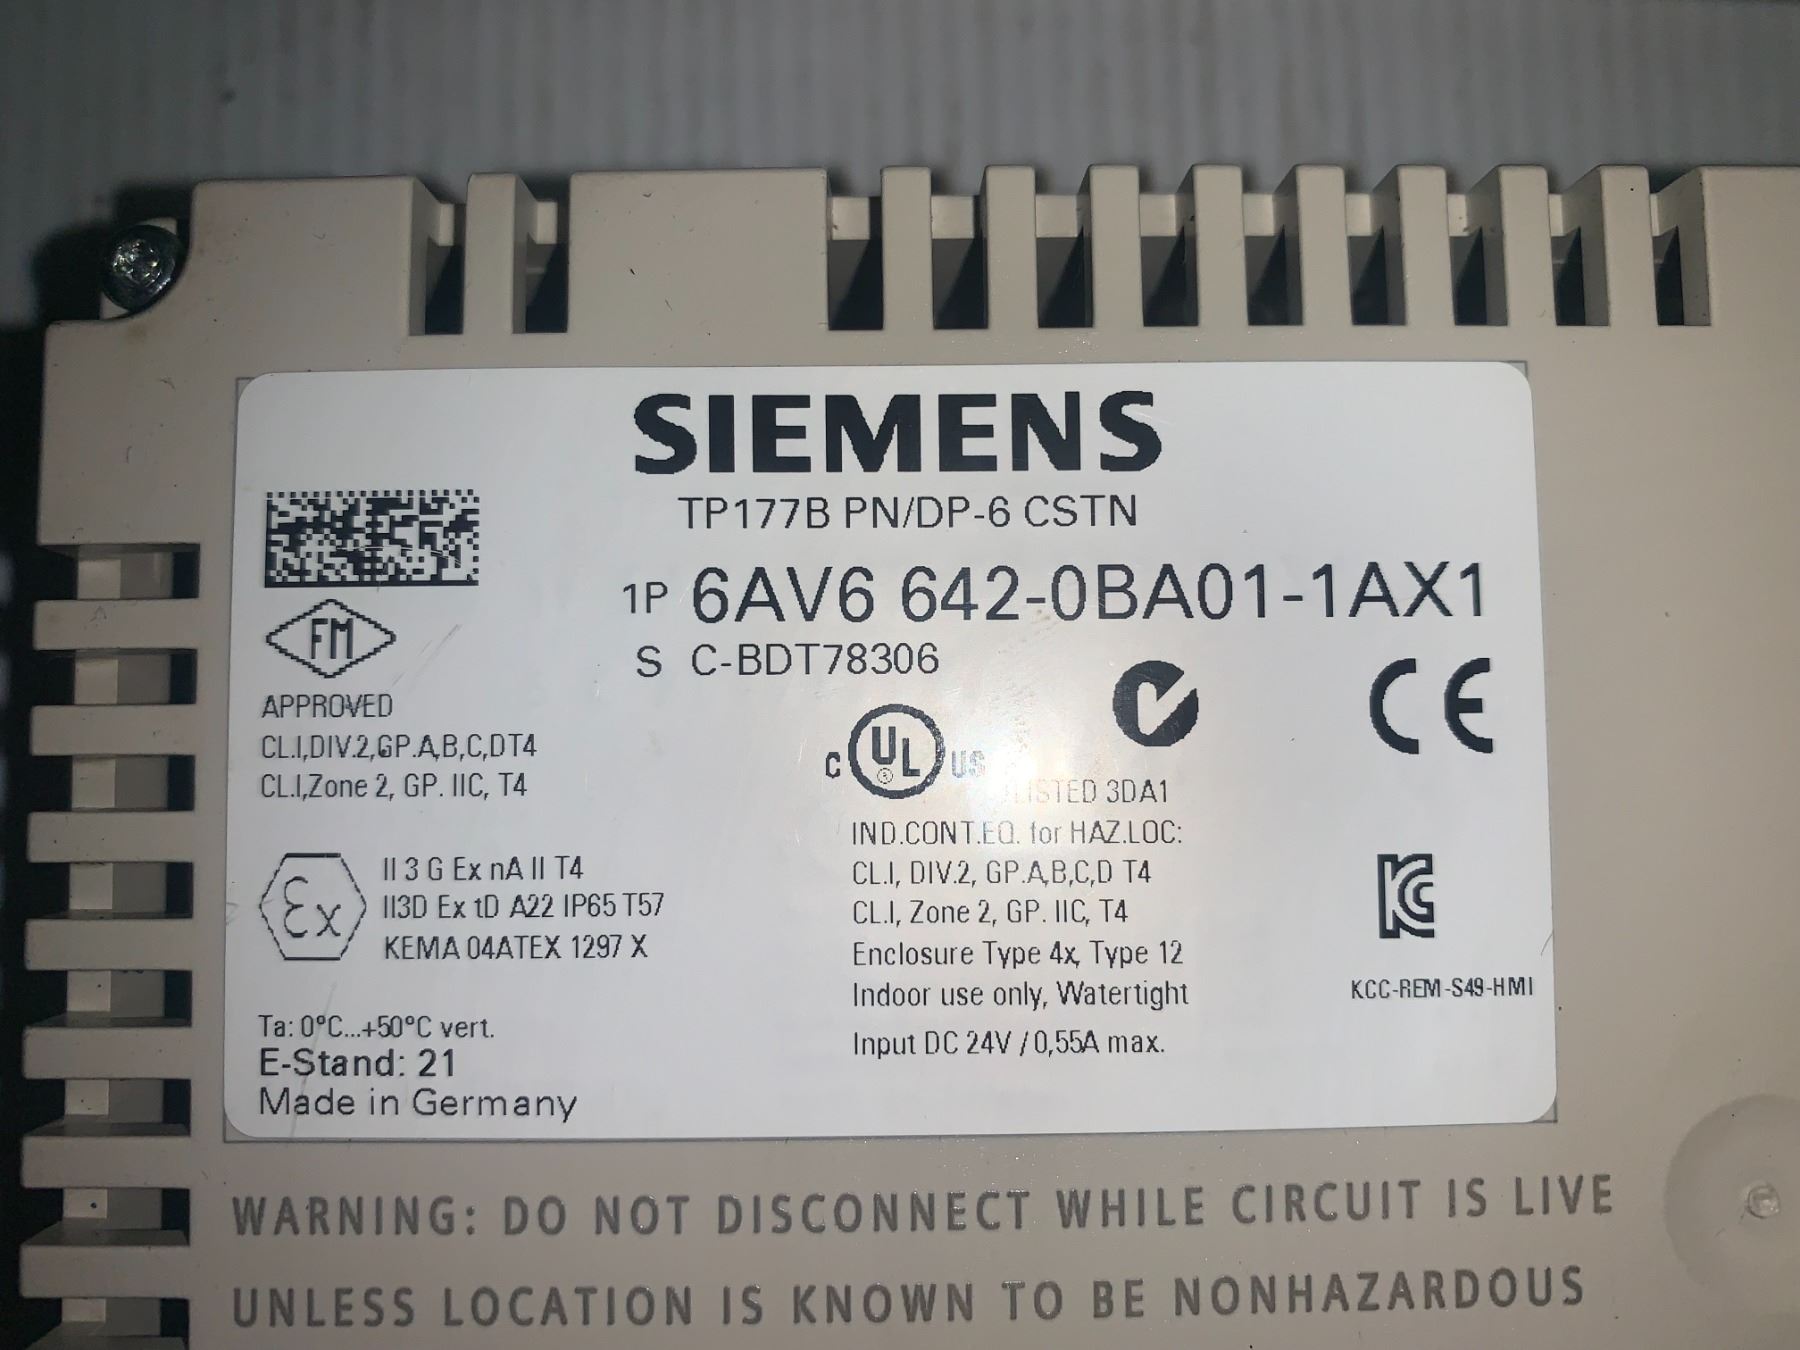 SIEMENS
TP177B PN/DP-6 CSTN
1P 6AV6 642-0BA01-1AX1
S C-BDT78306
FM
APPROVED
CL.I,DIV.2,GP.A,B,C,DT4
CL.I,Zone 2, GP. IIC, T4
Ex
II 3 G Ex nA II T4
II3D Ex tD A22 IP65 T57
KEMA 04ATEX 1297 X
Ta: 0°C...+50°C vert.
E-Stand: 21
Made in Germany
C UL ® US
LISTED 3DA1
IND.CONT.EQ. for HAZ.LOC:
CL.I, DIV.2, GP.A,B,C,D T4
CL.I, Zone 2, GP. IIC, T4
Enclosure Type 4x, Type 12
Indoor use only, Watertight
Input DC 24V / 0,55A max.
CE
KC
KCC-REM-S49-HMI
WARNING: DO NOT DISCONNECT WHILE CIRCUIT IS LIVE
UNLESS LOCATION IS KNOWN TO BE NONHAZARDOUS